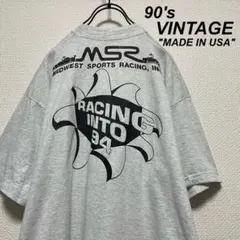 90's
VINTAGE
"MADE IN USA"
MSR
MIDWEST SPORTS RACING, INC.
RACING
INTO
94